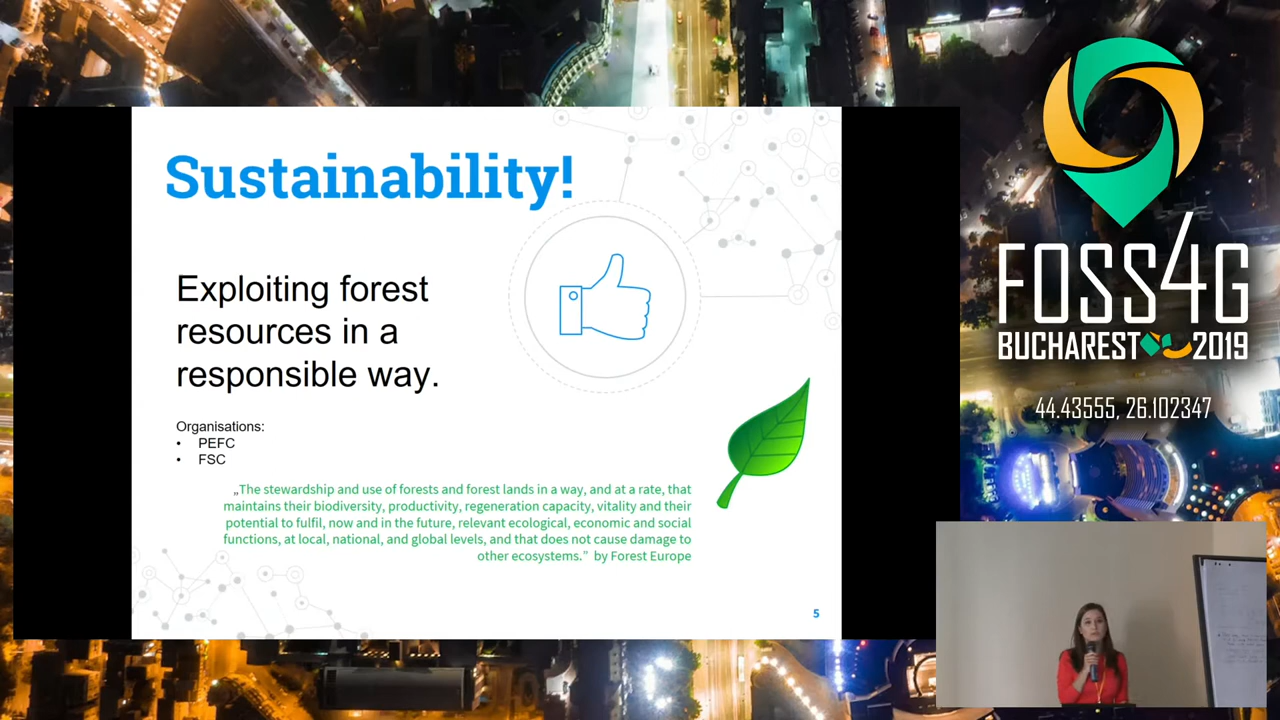 Sustainability!
Exploiting forest
resources in a
responsible way.
Organisations:
• PEFC
• FSC
„The stewardship and use of forests and forest lands in a way, and at a rate, that
maintains their biodiversity, productivity, regeneration capacity, vitality and their
potential to fulfil, now and in the future, relevant ecological, economic and social
functions, at local, national, and global levels, and that does not cause damage to
other ecosystems.” by Forest Europe
5
FOSS4G
BUCHAREST 2019
44.43555, 26.102347